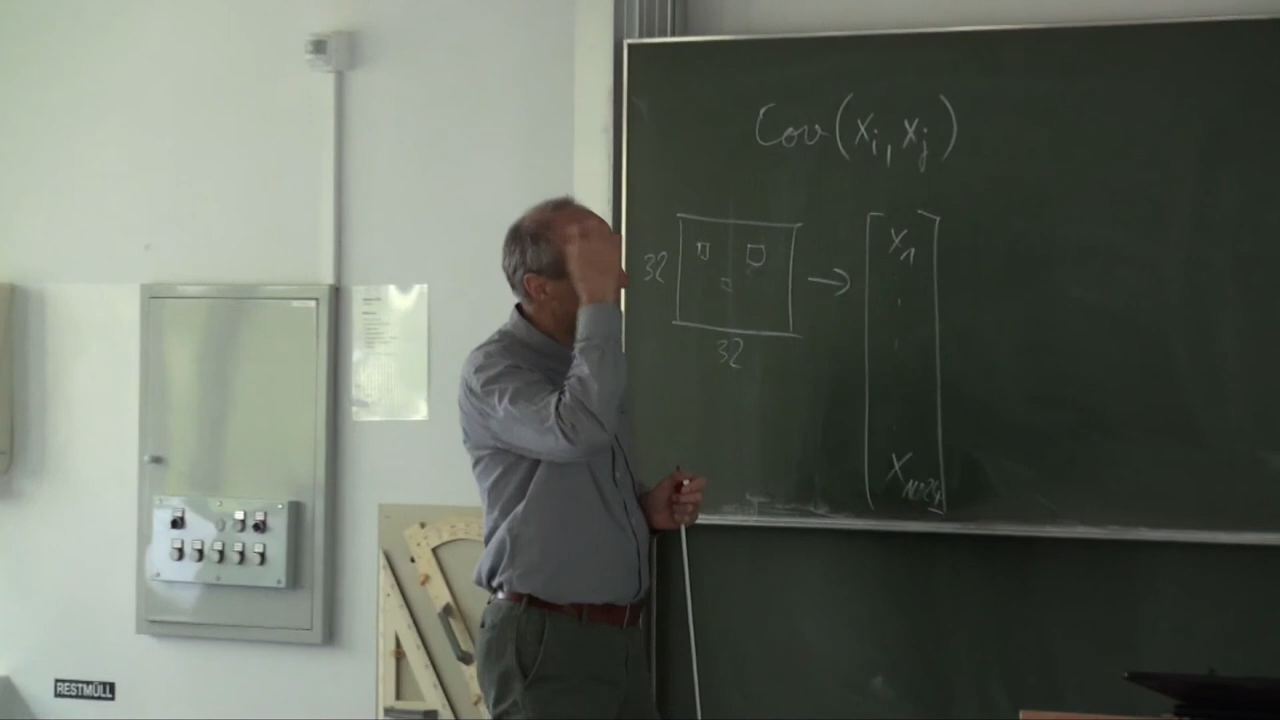 Cov(x_i, x_j)
32
32
→
x_1
x_1024
RESTMÜLL